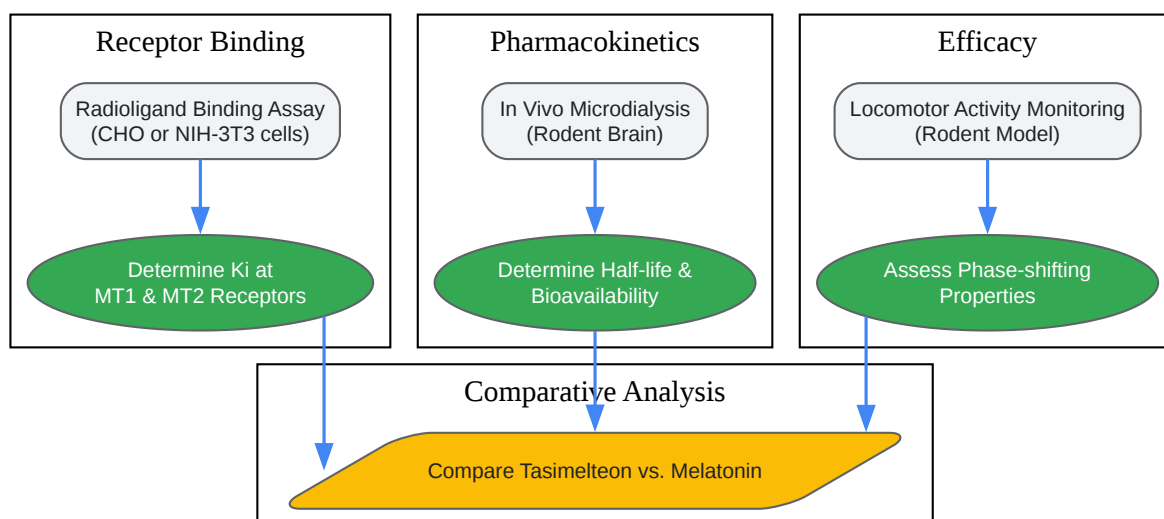 Receptor Binding
Radioligand Binding Assay
(CHO or NIH-3T3 cells)
Determine Ki at
MT1 & MT2 Receptors
Pharmacokinetics
In Vivo Microdialysis
(Rodent Brain)
Determine Half-life &
Bioavailability
Efficacy
Locomotor Activity Monitoring
(Rodent Model)
Assess Phase-shifting
Properties
Comparative Analysis
Compare Tasimelteon vs. Melatonin